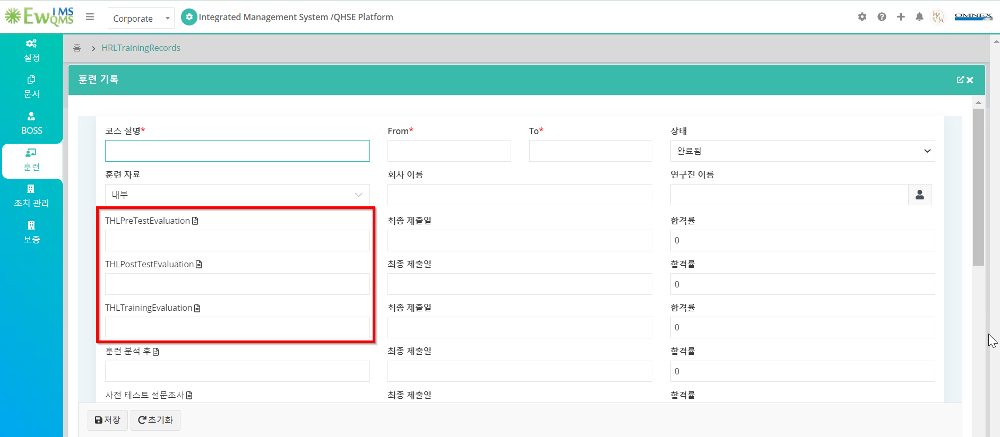 EwIMS QMS
Corporate
Integrated Management System /QHSE Platform
OMNEX
설정
문서
BOSS
훈련
조치 관리
보증
홈 > HRLTrainingRecords
훈련 기록
코스 설명* From* To* 상태
완료됨
훈련 자료 회사 이름 연구진 이름
내부
THLPreTestEvaluation 최종 제출일 합격률
0
THLPostTestEvaluation 최종 제출일 합격률
0
THLTrainingEvaluation 최종 제출일 합격률
0
훈련 분석 후 최종 제출일 합격률
0
사전 테스트 설문조사 최종 제출일 합격률
저장 초기화